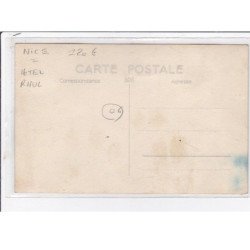 NICE 220 €
HOTEL
RHUL
CARTE POSTALE
Correspondance Adresse